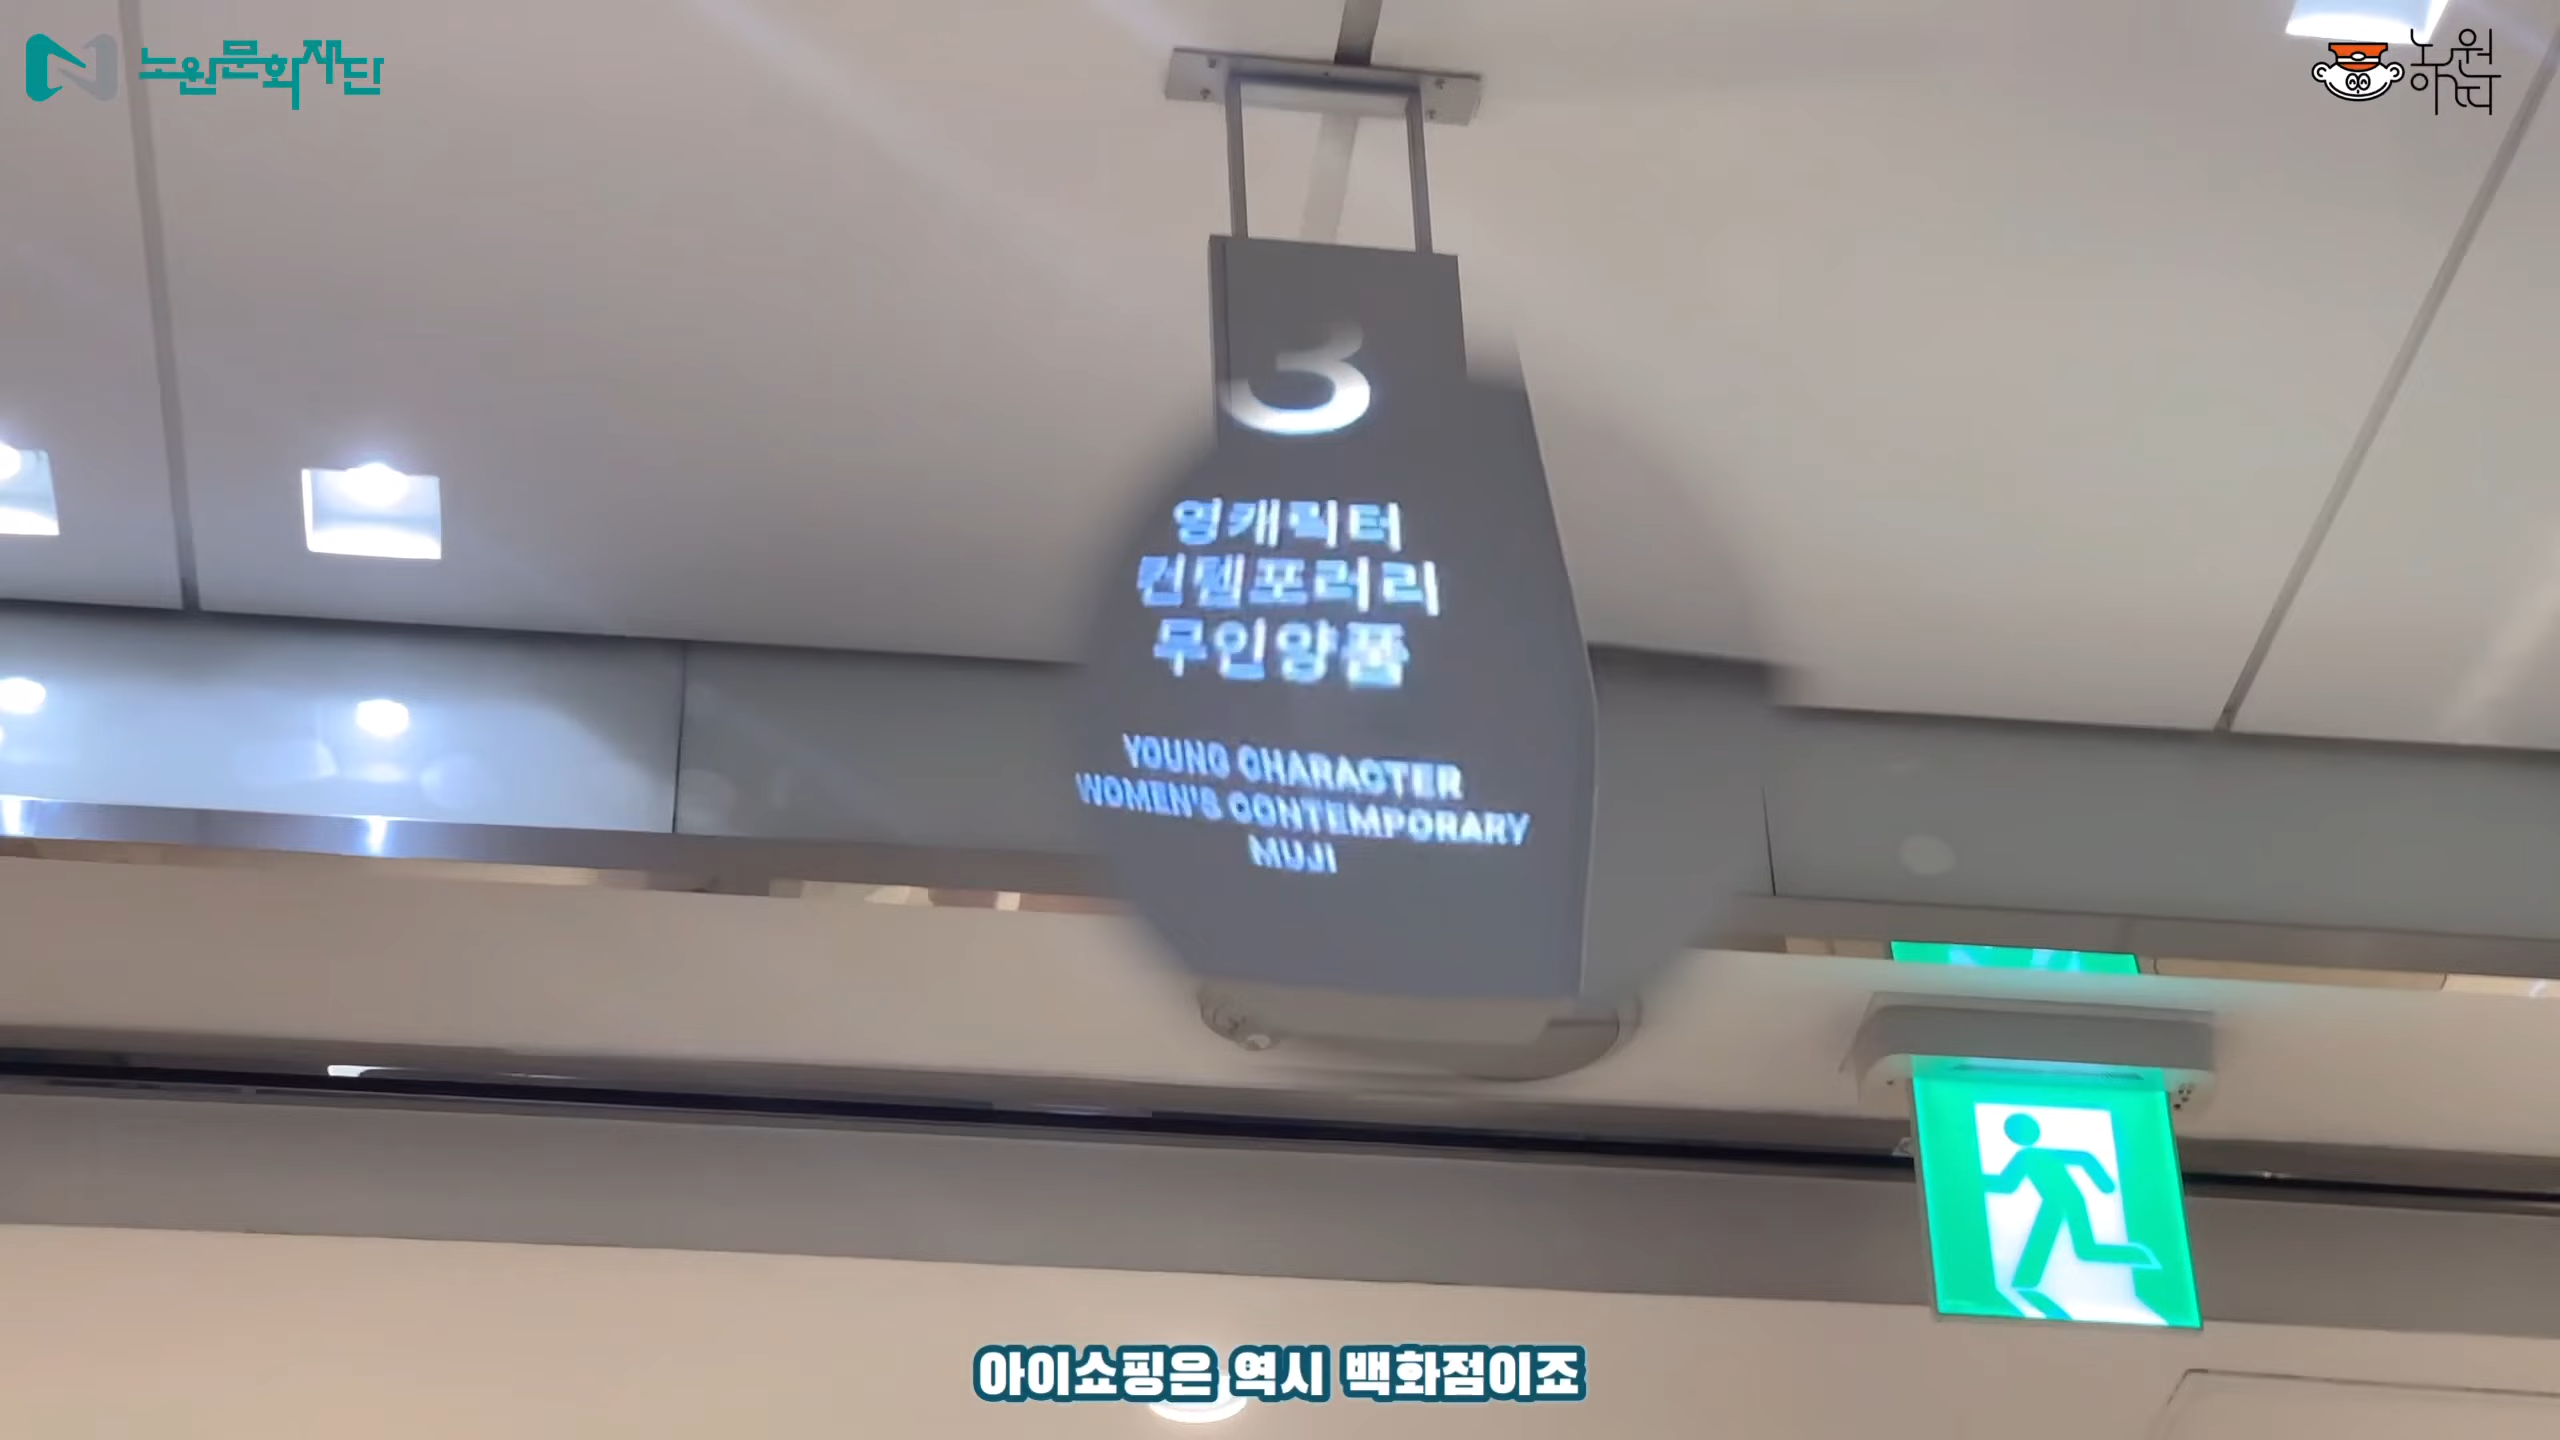 노원문화재단
노원
하는데
3
영캐릭터
컨템포러리
무인양품
YOUNG CHARACTER
WOMEN'S CONTEMPORARY
MUJI
아이쇼핑은 역시 백화점이죠